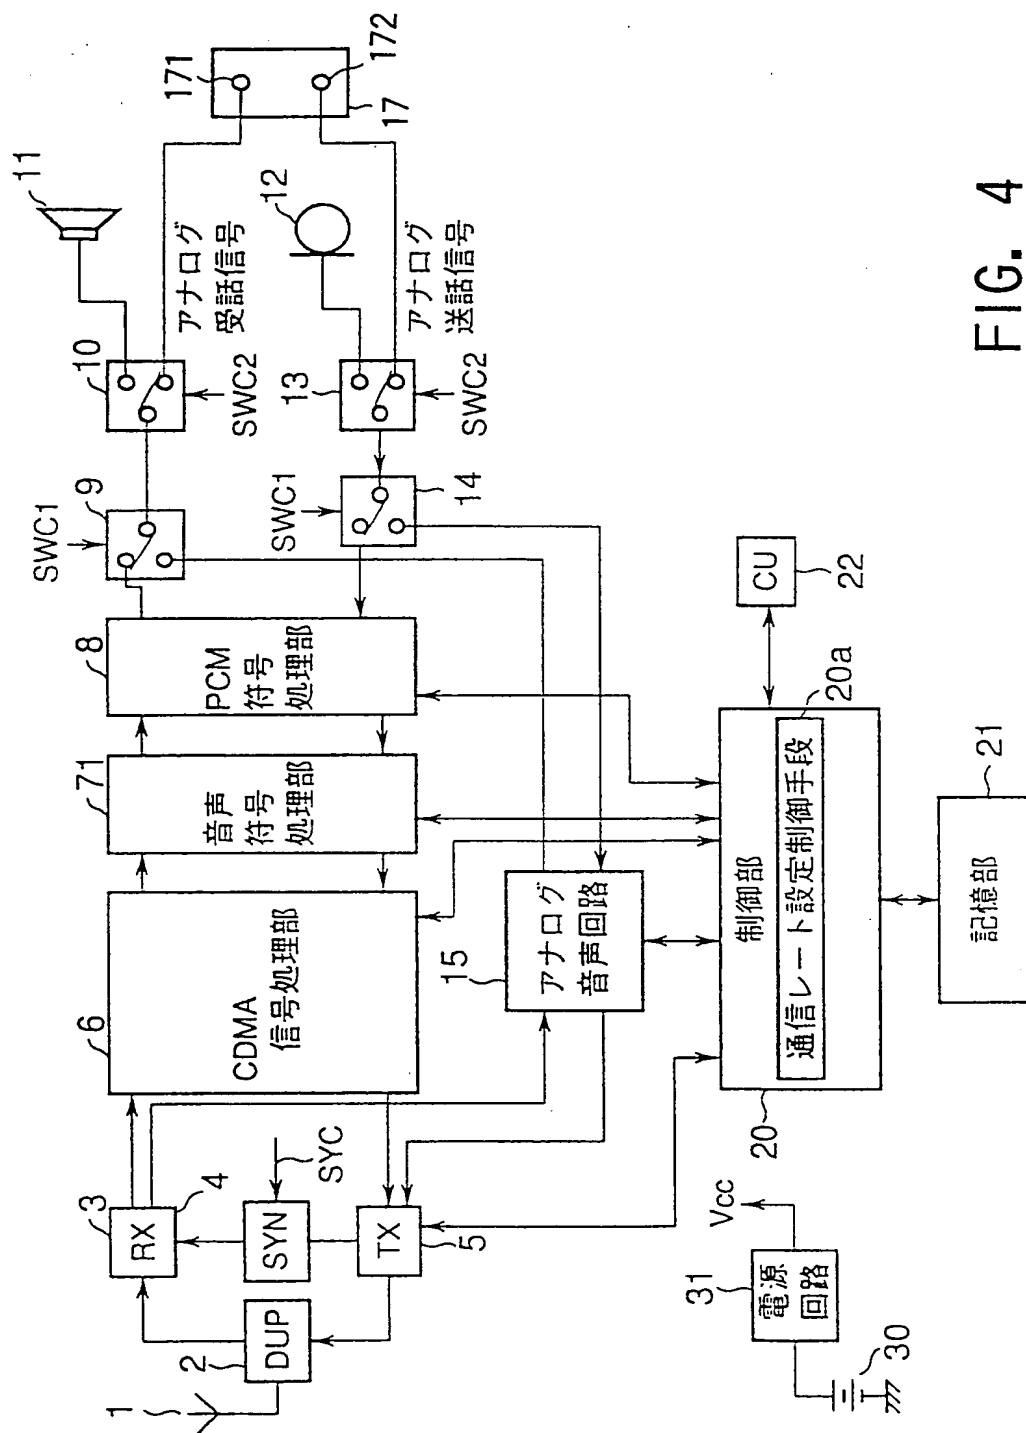 1
2
DUP
3
RX
4
SYN
SYC
TX
5
6
CDMA
信号処理部
71
音声
符号
処理部
8
PCM
符号
処理部
SWC1
9
10
SWC2
11
アナログ
受話信号
171
172
17
12
アナログ
送話信号
13
SWC2
SWC1
14
15
アナログ
音声回路
20
制御部
通信レート設定制御手段
20a
CU
22
記憶部
21
30
31
電源
回路
Vcc
FIG. 4